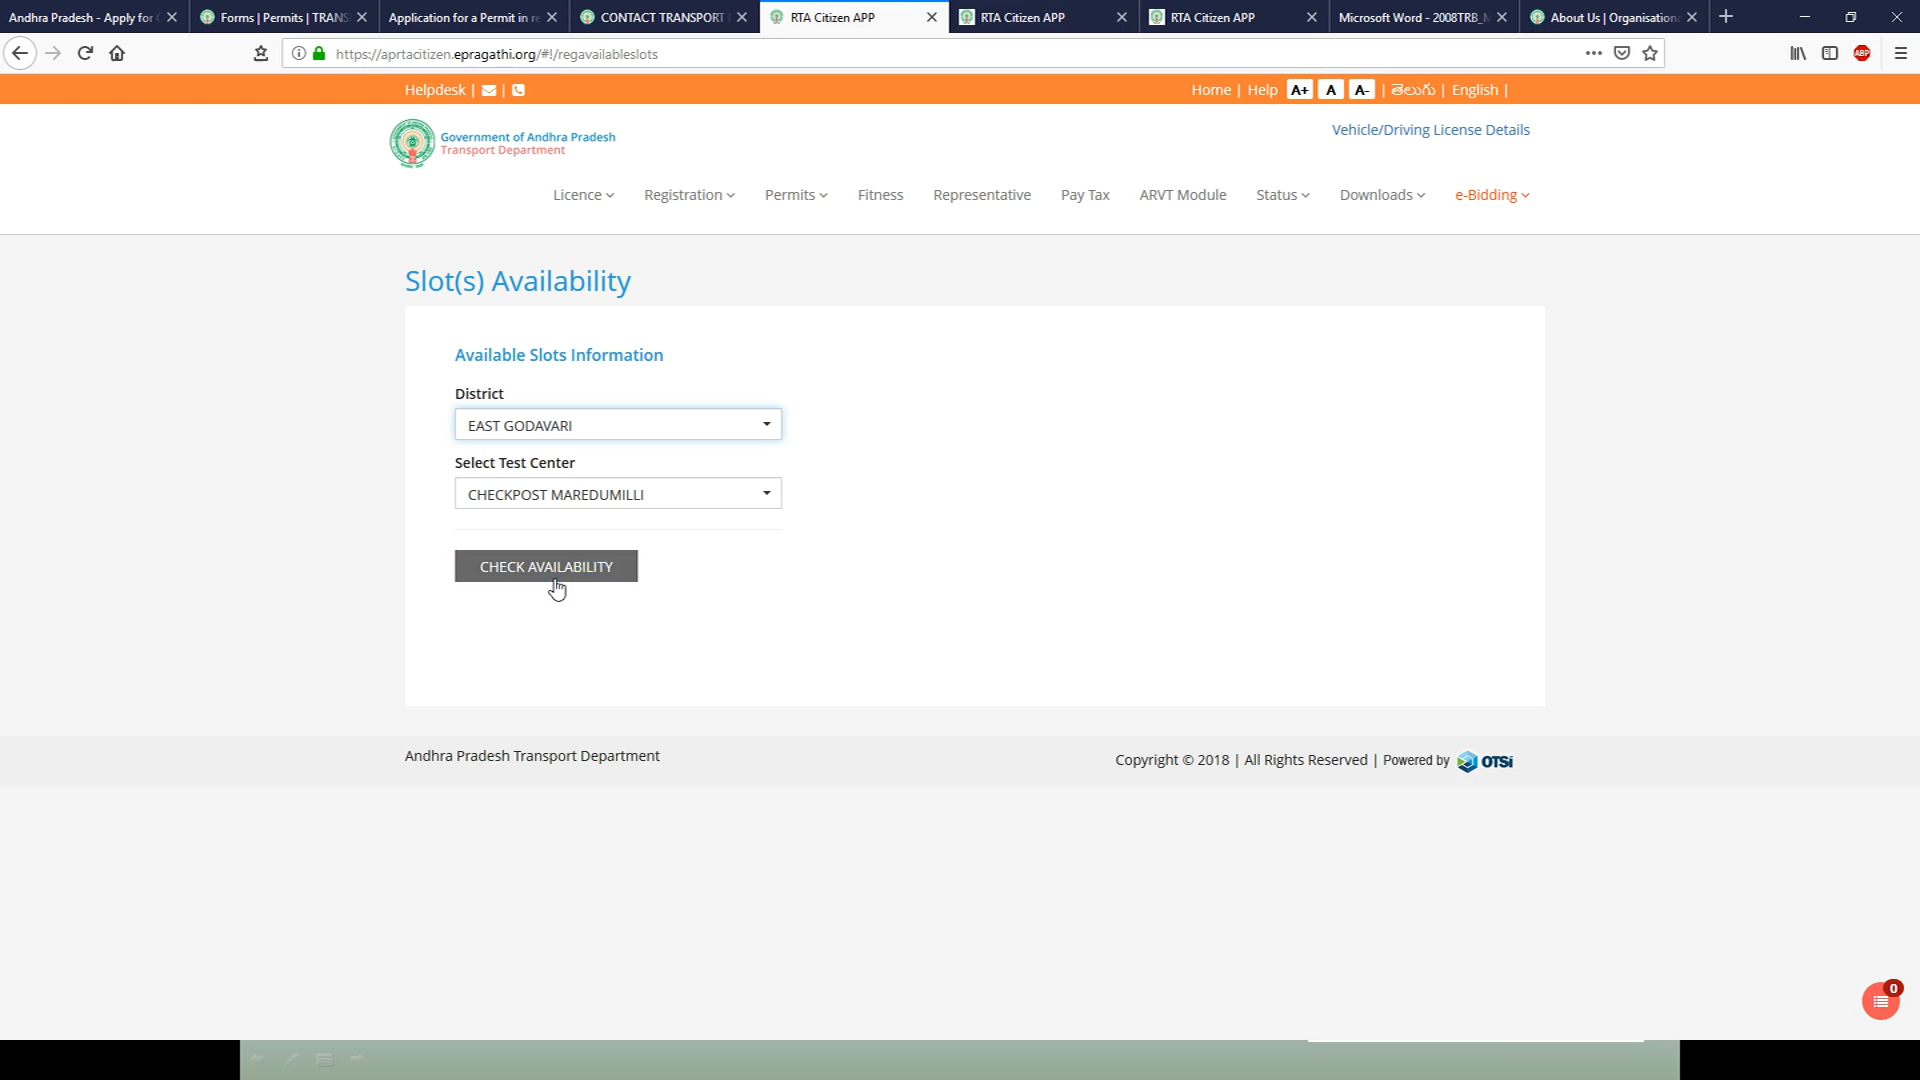 Andhra Pradesh - Apply for
Forms | Permits | TRANS
Application for a Permit in re
CONTACT TRANSPORT
RTA Citizen APP
RTA Citizen APP
RTA Citizen APP
Microsoft Word - 2008TRB_
About Us | Organisation
https://aprtacitizen.epragathi.org/#!/regavailableslots
ABP
Helpdesk |
|
Home | Help A+ A A- | తెలుగు | English |
Government of Andhra Pradesh
Transport Department
Vehicle/Driving License Details
Licence Registration Permits Fitness Representative Pay Tax ARVT Module Status Downloads e-Bidding
Slot(s) Availability
Available Slots Information
District
EAST GODAVARI
Select Test Center
CHECKPOST MAREDUMILLI
CHECK AVAILABILITY
Andhra Pradesh Transport Department
Copyright © 2018 | All Rights Reserved | Powered by OTSi
0